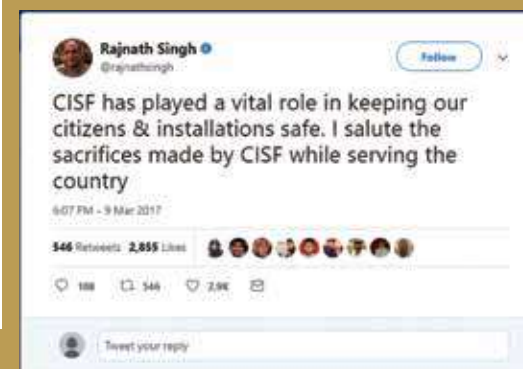 Rajnath Singh
@rajnathsingh
Follow
CISF has played a vital role in keeping our
citizens & installations safe. I salute the
sacrifices made by CISF while serving the
country
6:07 PM - 9 Mar 2017
546 Retweets 2,855 Likes
546 2.9K
Tweet your reply